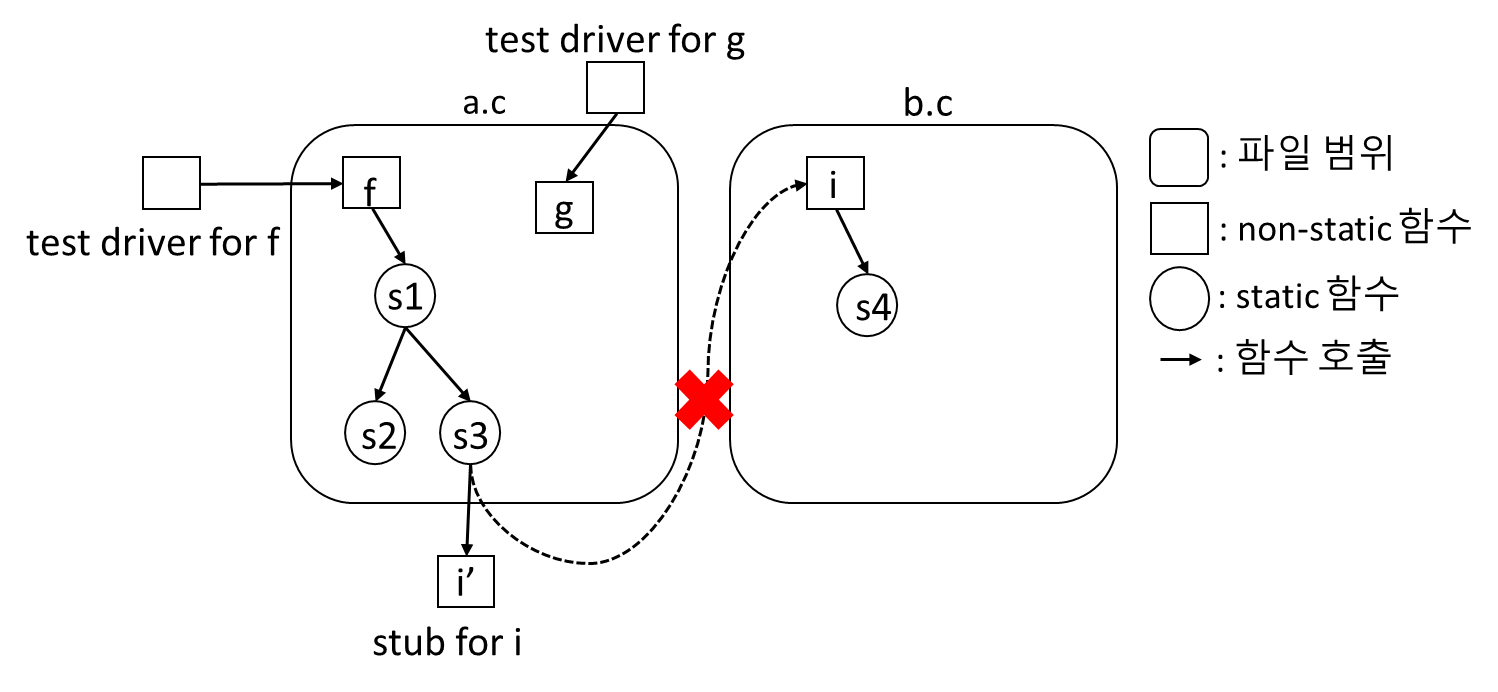 test driver for g
a.c
b.c
f
g
i
test driver for f
s1
s4
s2
s3
i’
stub for i
: 파일 범위
: non-static 함수
: static 함수
: 함수 호출